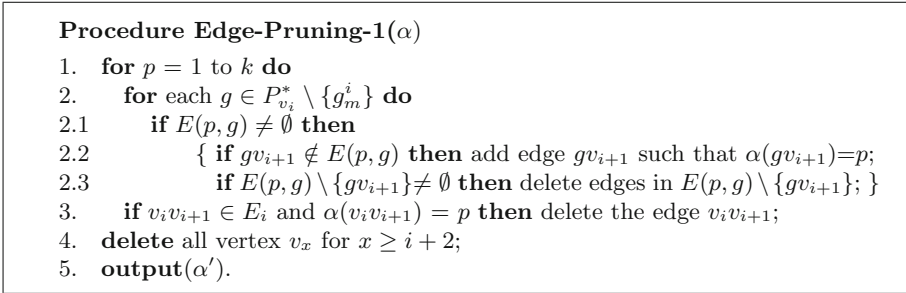 Procedure Edge-Pruning-1(α)
1. for p = 1 to k do
2. for each g ∈ P*_{v_i} \ {g^i_m} do
2.1 if E(p, g) ≠ ∅ then
2.2 { if gv_{i+1} ∉ E(p, g) then add edge gv_{i+1} such that α(gv_{i+1})=p;
2.3 if E(p, g) \ {gv_{i+1}} ≠ ∅ then delete edges in E(p, g) \ {gv_{i+1}}; }
3. if v_iv_{i+1} ∈ E_i and α(v_iv_{i+1}) = p then delete the edge v_iv_{i+1};
4. delete all vertex v_x for x ≥ i + 2;
5. output(α′).